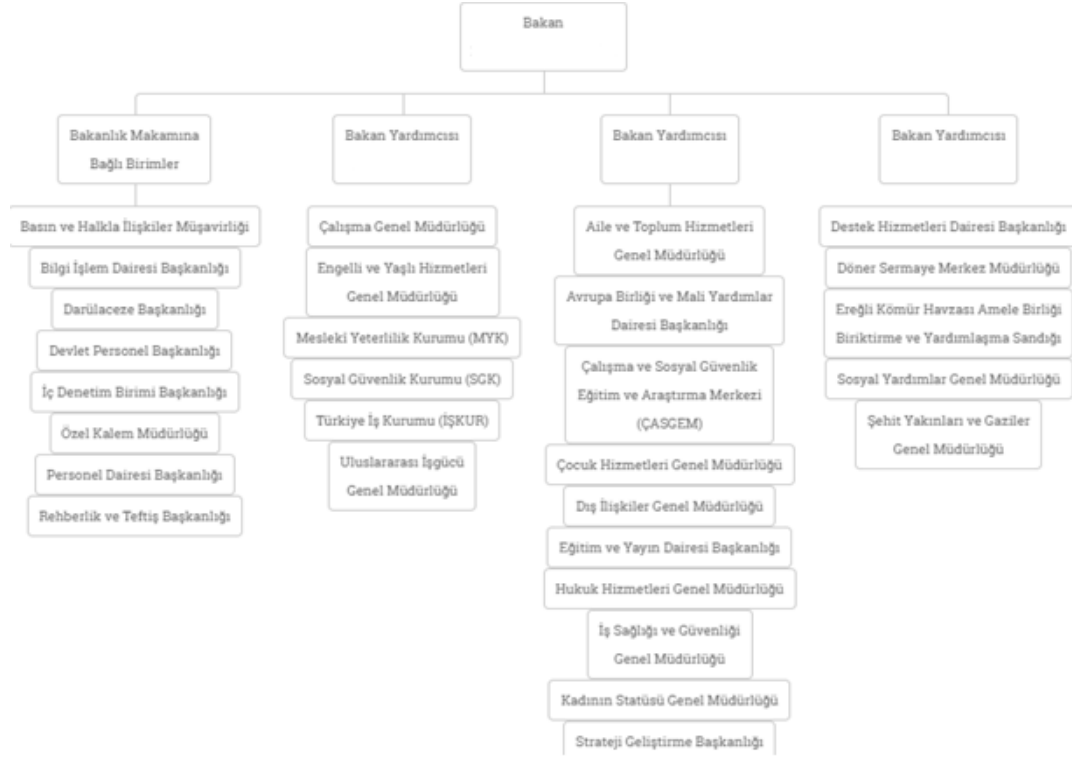 Bakan
Bakanlık Makamına
Bağlı Birimler
Basın ve Halkla İlişkiler Müşavirliği
Bilgi İşlem Dairesi Başkanlığı
Darülaceze Başkanlığı
Devlet Personel Başkanlığı
İç Denetim Birimi Başkanlığı
Özel Kalem Müdürlüğü
Personel Dairesi Başkanlığı
Rehberlik ve Teftiş Başkanlığı
Bakan Yardımcısı
Çalışma Genel Müdürlüğü
Engelli ve Yaşlı Hizmetleri
Genel Müdürlüğü
Mesleki Yeterlilik Kurumu (MYK)
Sosyal Güvenlik Kurumu (SGK)
Türkiye İş Kurumu (İŞKUR)
Uluslararası İşgücü
Genel Müdürlüğü
Bakan Yardımcısı
Aile ve Toplum Hizmetleri
Genel Müdürlüğü
Avrupa Birliği ve Mali Yardımlar
Dairesi Başkanlığı
Çalışma ve Sosyal Güvenlik
Eğitim ve Araştırma Merkezi
(ÇASGEM)
Çocuk Hizmetleri Genel Müdürlüğü
Dış İlişkiler Genel Müdürlüğü
Eğitim ve Yayın Dairesi Başkanlığı
Hukuk Hizmetleri Genel Müdürlüğü
İş Sağlığı ve Güvenliği
Genel Müdürlüğü
Kadının Statüsü Genel Müdürlüğü
Strateji Geliştirme Başkanlığı
Bakan Yardımcısı
Destek Hizmetleri Dairesi Başkanlığı
Döner Sermaye Merkez Müdürlüğü
Ereğli Kömür Havzası Amele Birliği
Biriktirme ve Yardımlaşma Sandığı
Sosyal Yardımlar Genel Müdürlüğü
Şehit Yakınları ve Gaziler
Genel Müdürlüğü